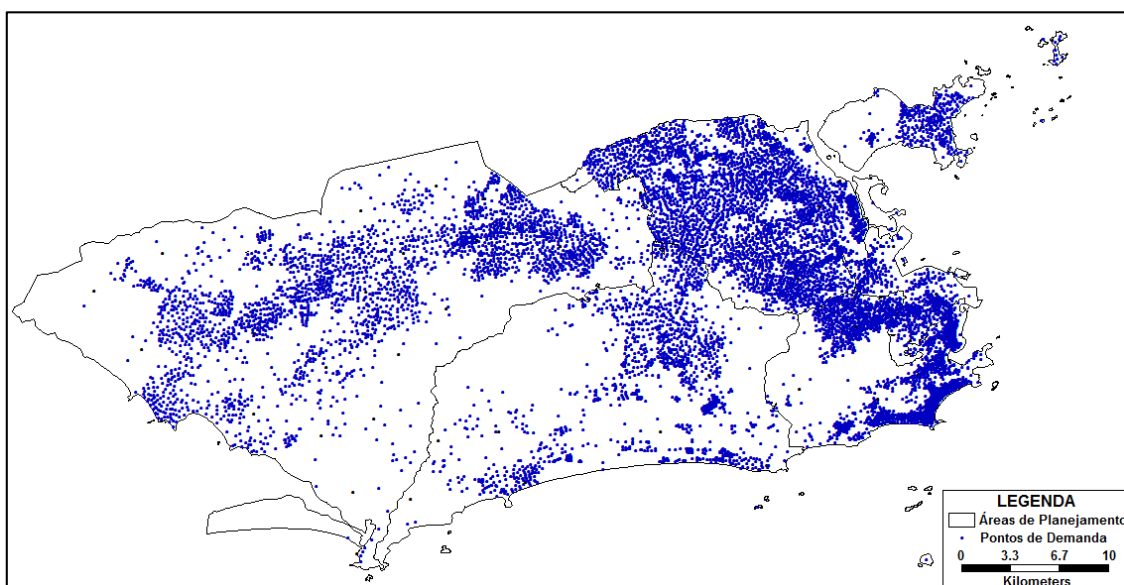 LEGENDA
Áreas de Planejamento
Pontos de Demanda
0 3.3 6.7 10
Kilometers